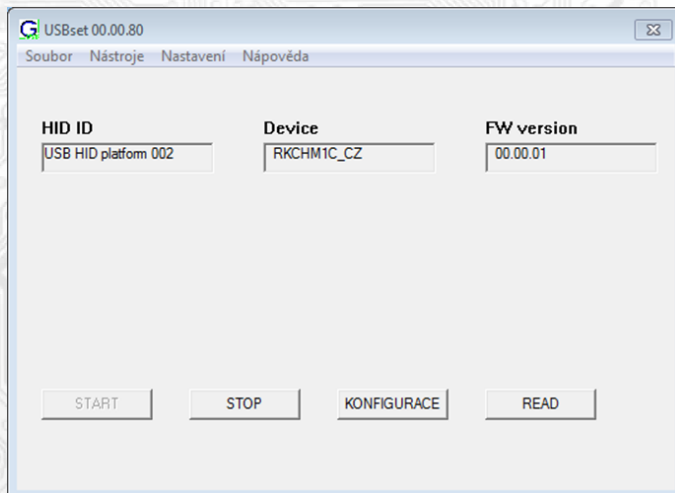 USBset 00.00.80
Soubor Nástroje Nastavení Nápověda
HID ID Device FW version
USB HID platform 002 RKCHM1C_CZ 00.00.01
START STOP KONFIGURACE READ